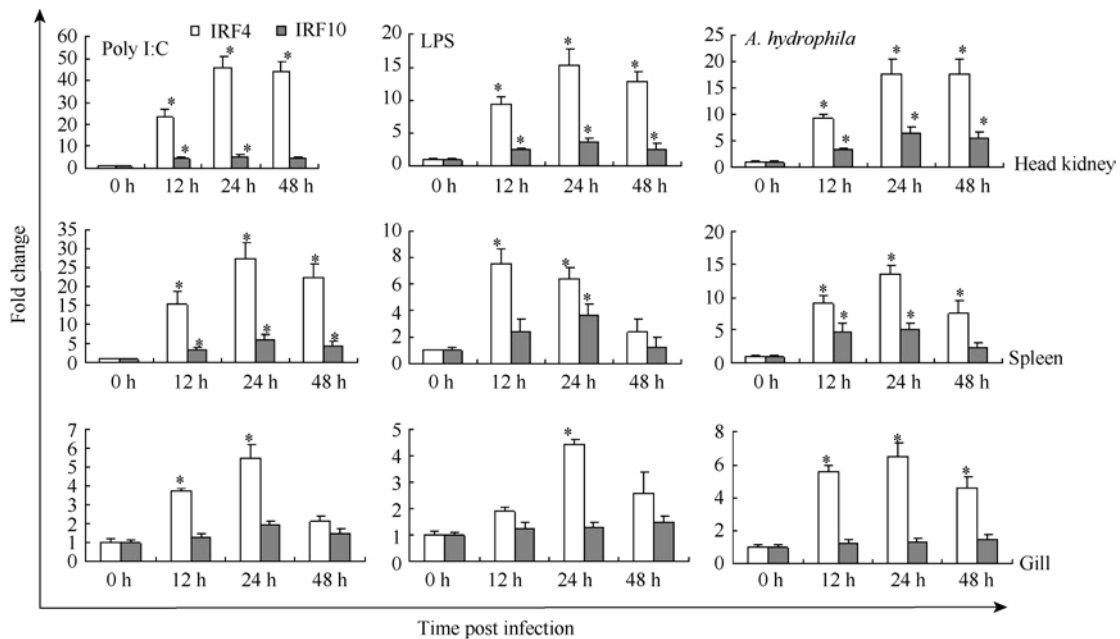 IRF4 IRF10
Poly I:C
60
50
40
30
20
10
0
0 h 12 h 24 h 48 h
* * * * *
LPS
20
15
10
5
0
0 h 12 h 24 h 48 h
* * * * * *
A. hydrophila
25
20
15
10
5
0
0 h 12 h 24 h 48 h
* * * * * *
Head kidney
35
30
25
20
15
10
5
0
0 h 12 h 24 h 48 h
* * * * * *
10
8
6
4
2
0
0 h 12 h 24 h 48 h
* * *
20
15
10
5
0
0 h 12 h 24 h 48 h
* * * * *
Spleen
7
6
5
4
3
2
1
0
0 h 12 h 24 h 48 h
* *
5
4
3
2
1
0
0 h 12 h 24 h 48 h
*
8
6
4
2
0
0 h 12 h 24 h 48 h
* * *
Gill
Fold change
Time post infection